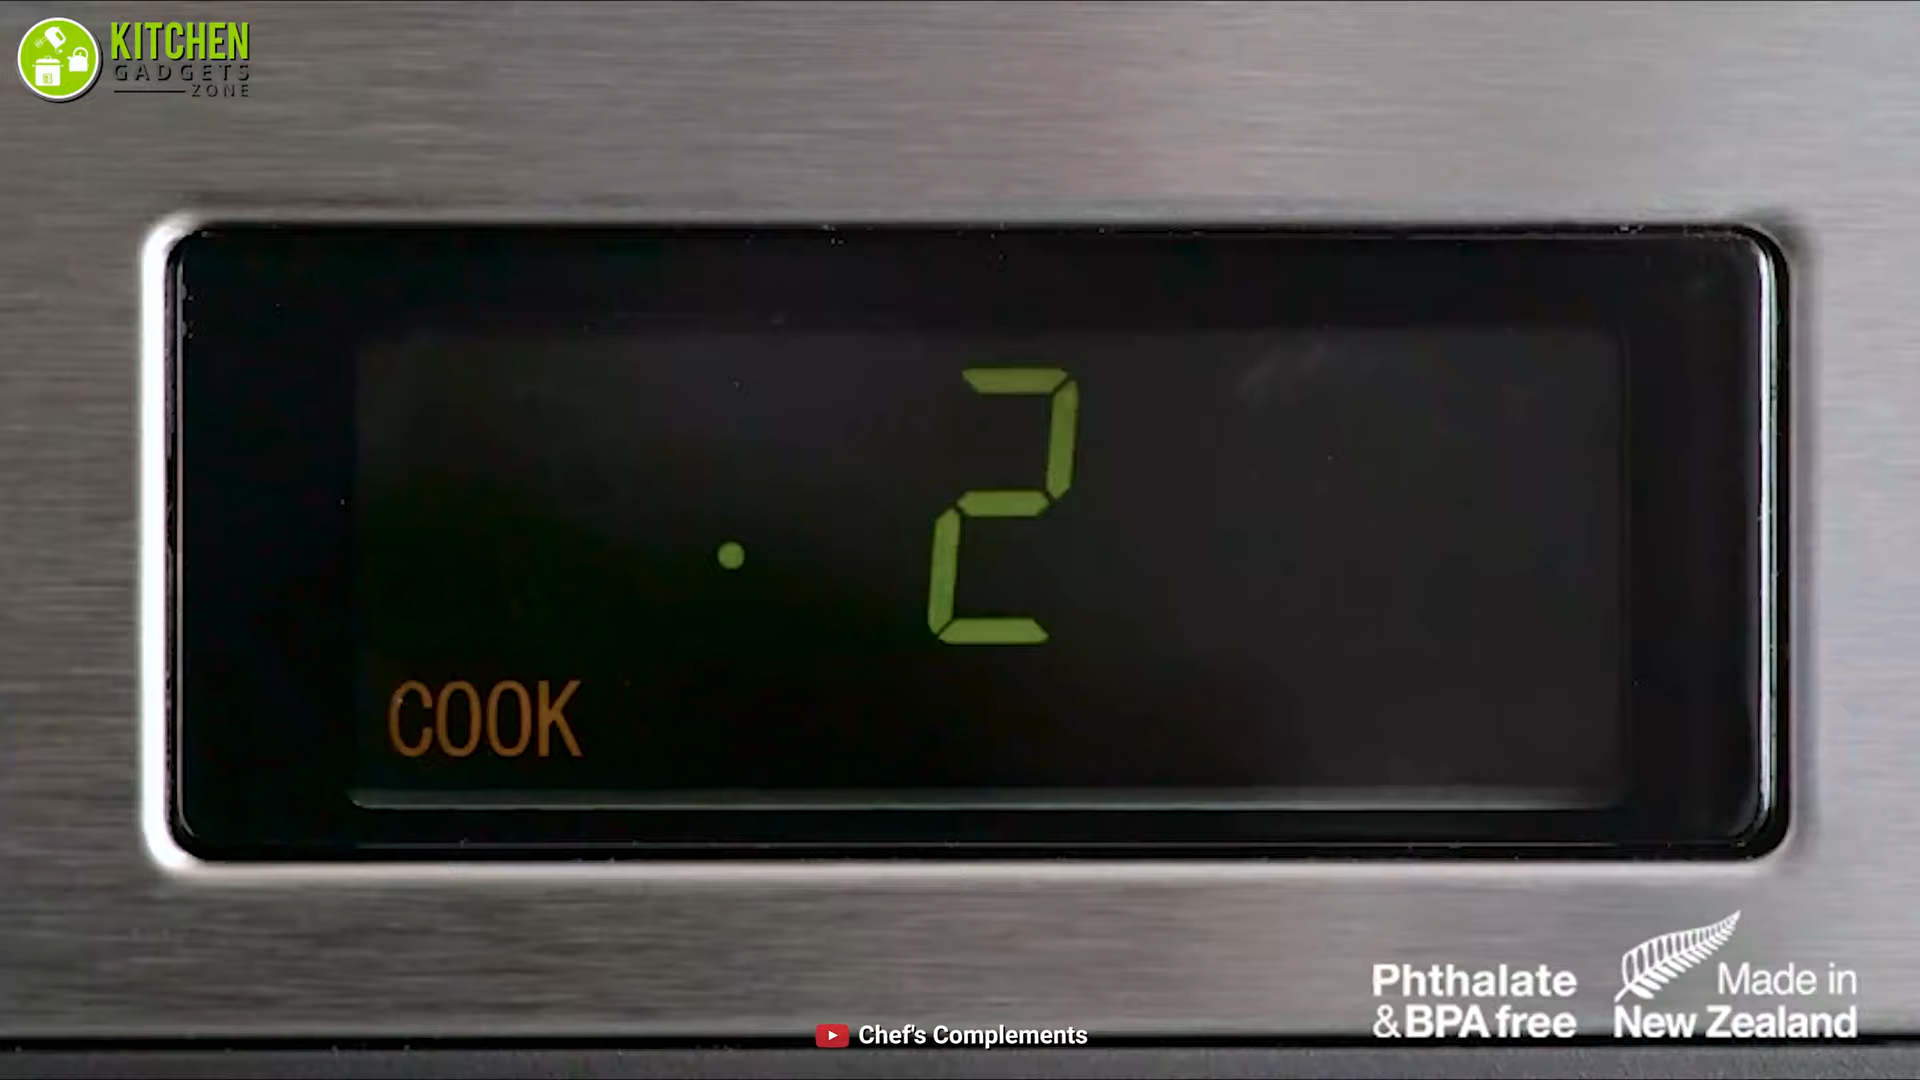 KITCHEN
GADGETS
ZONE
2
COOK
Phthalate
& BPA free
Made in
New Zealand
Chef's Complements